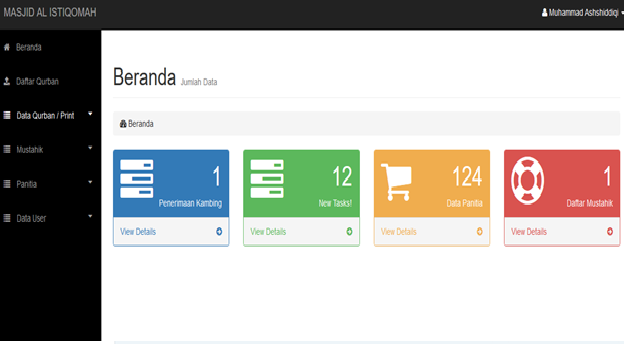 MASJID AL ISTIQOMAH
Muhammad Ashshiddiqi
Beranda
Daftar Qurban
Data Qurban / Print
Mustahik
Panitia
Data User
Beranda Jumlah Data
Beranda
1
Penerimaan Kambing
View Details
12
New Tasks!
View Details
124
Data Panitia
View Details
1
Daftar Mustahik
View Details